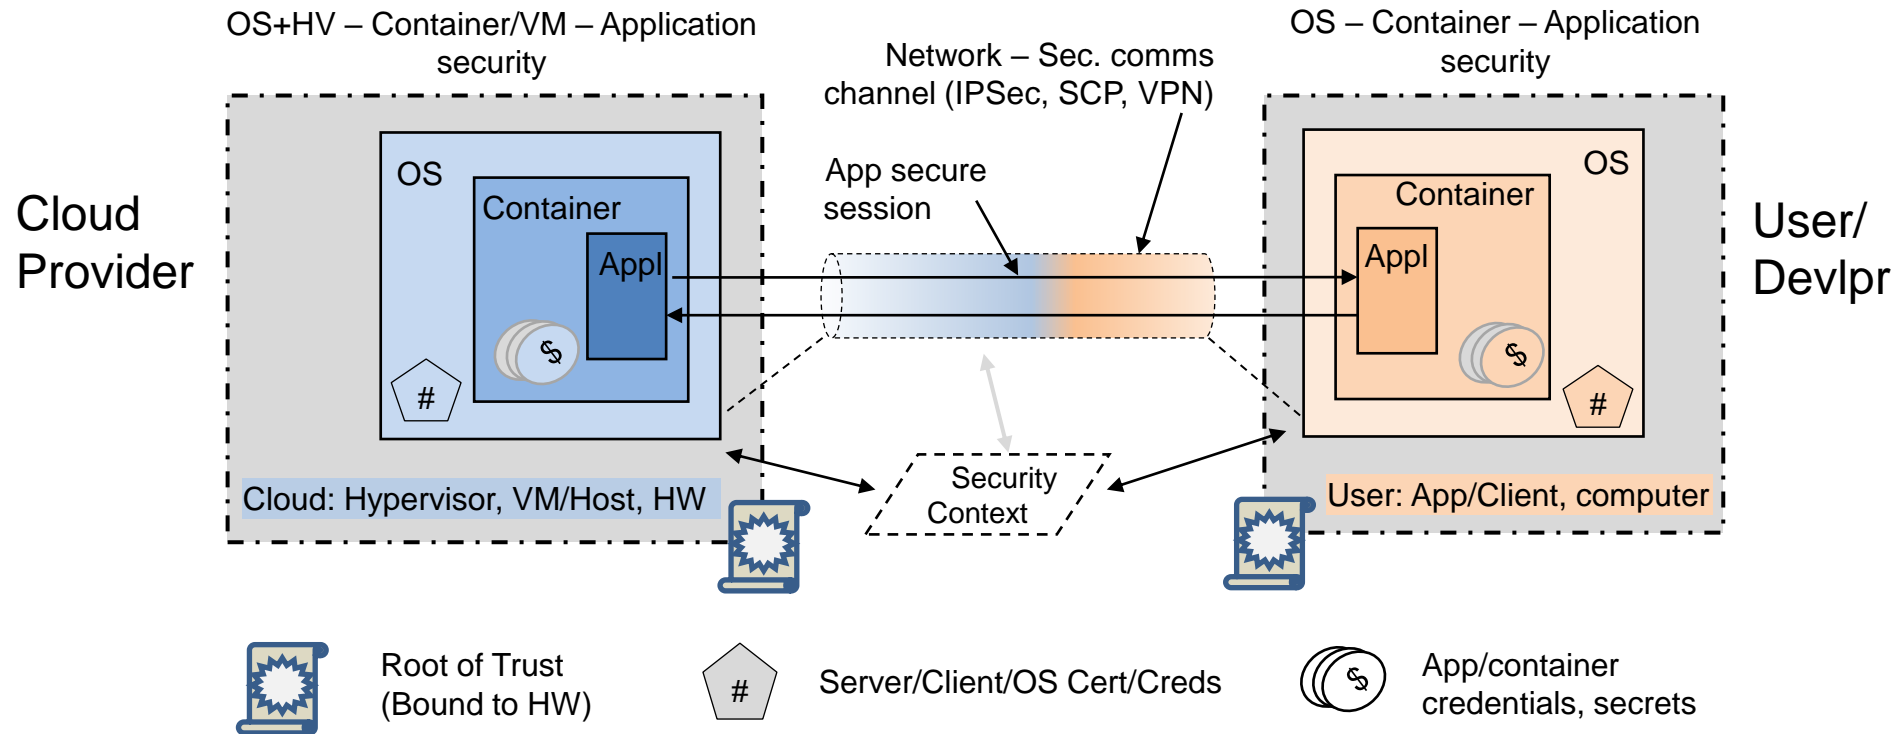 OS+HV – Container/VM – Application
security
Network – Sec. comms
channel (IPSec, SCP, VPN)
OS – Container – Application
security
Cloud
Provider
OS
Container
Appl
$
#
Cloud: Hypervisor, VM/Host, HW
App secure
session
Security
Context
OS
Container
Appl
$
#
User: App/Client, computer
User/
Devlpr
Root of Trust
(Bound to HW)
#
Server/Client/OS Cert/Creds
$
App/container
credentials, secrets